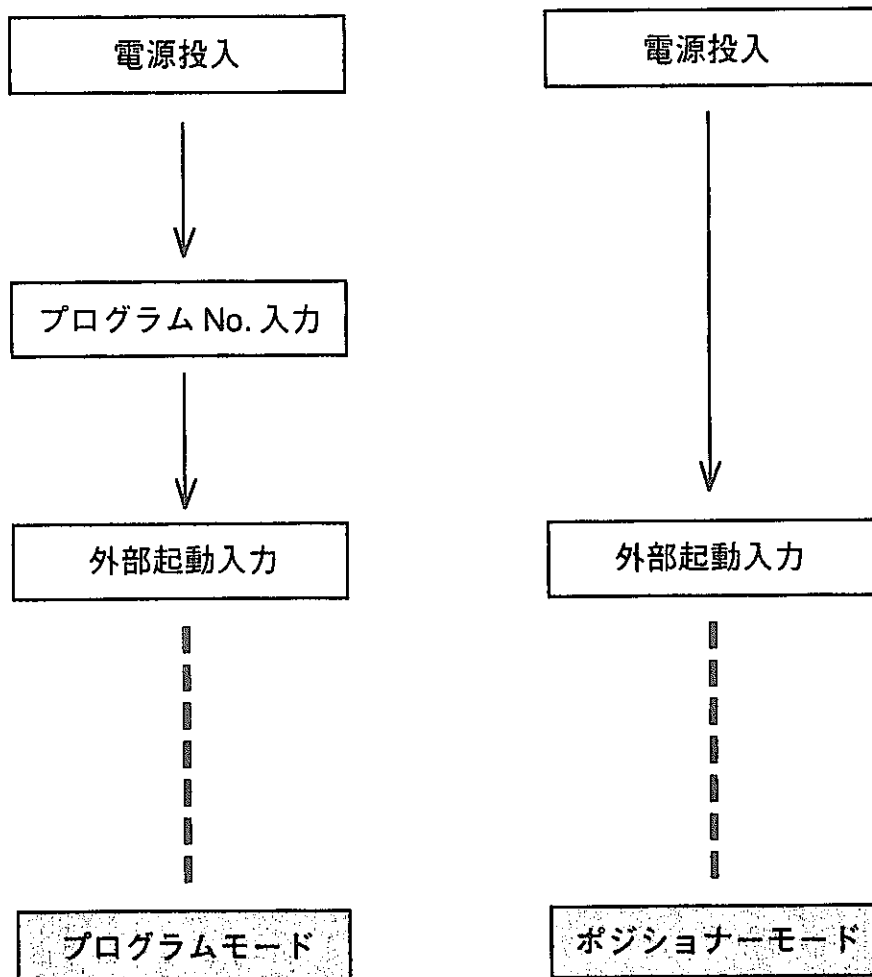 電源投入
プログラム No. 入力
外部起動入力
プログラムモード
電源投入
外部起動入力
ポジショナーモード